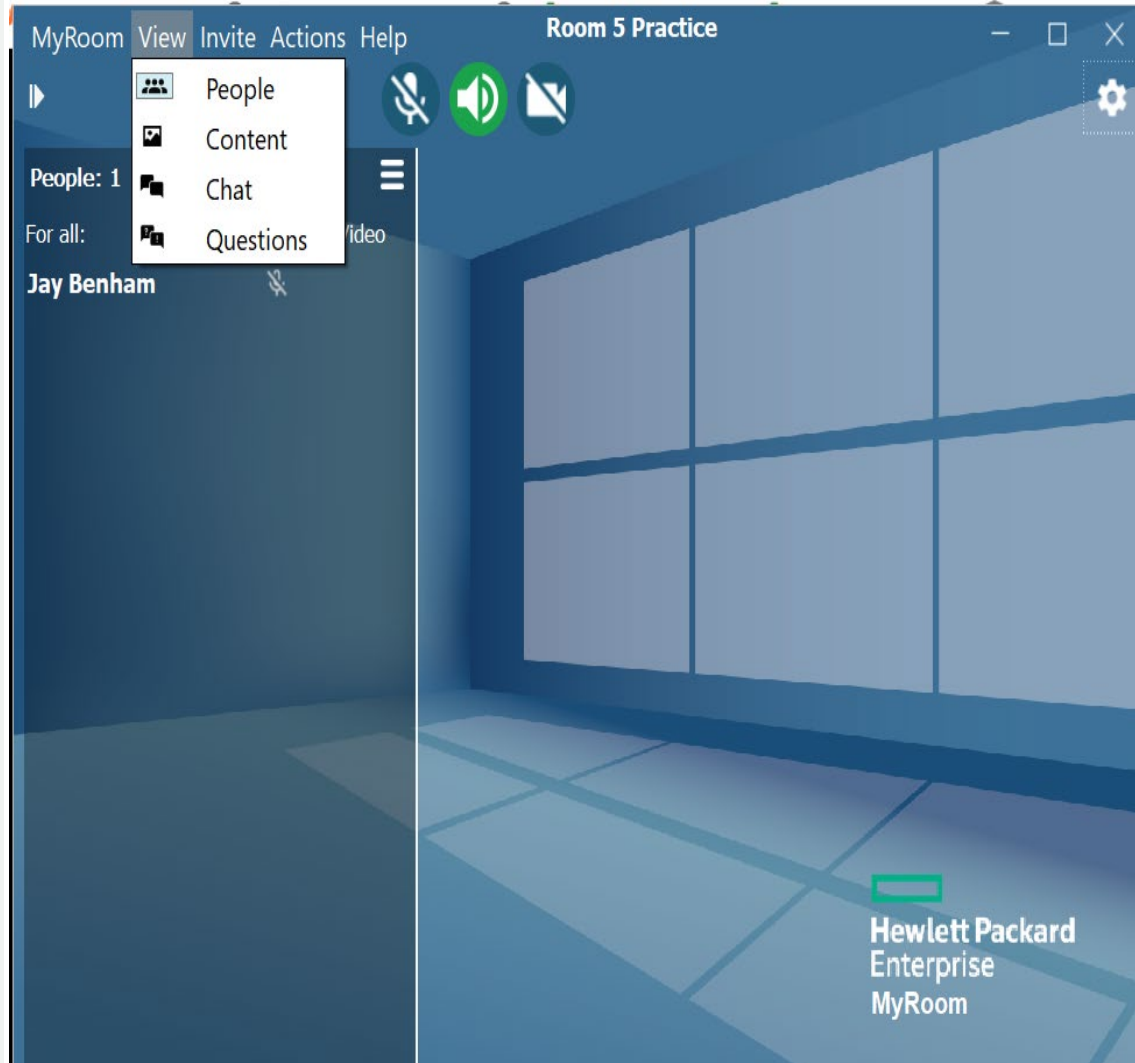 Room 5 Practice
MyRoom View Invite Actions Help
People
Content
Chat
Questions
People: 1
For all:
Jay Benham
Hewlett Packard
Enterprise
MyRoom